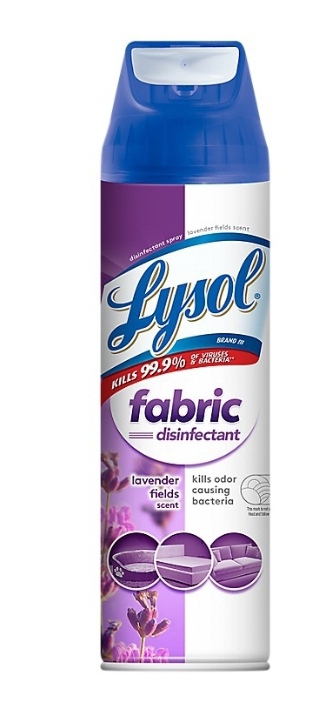 disinfectant spray lavender fields scent
Lysol®
BRAND III
KILLS 99.9% OF VIRUSES
& BACTERIA**
fabric
disinfectant
lavender
fields
scent
kills odor
causing
bacteria